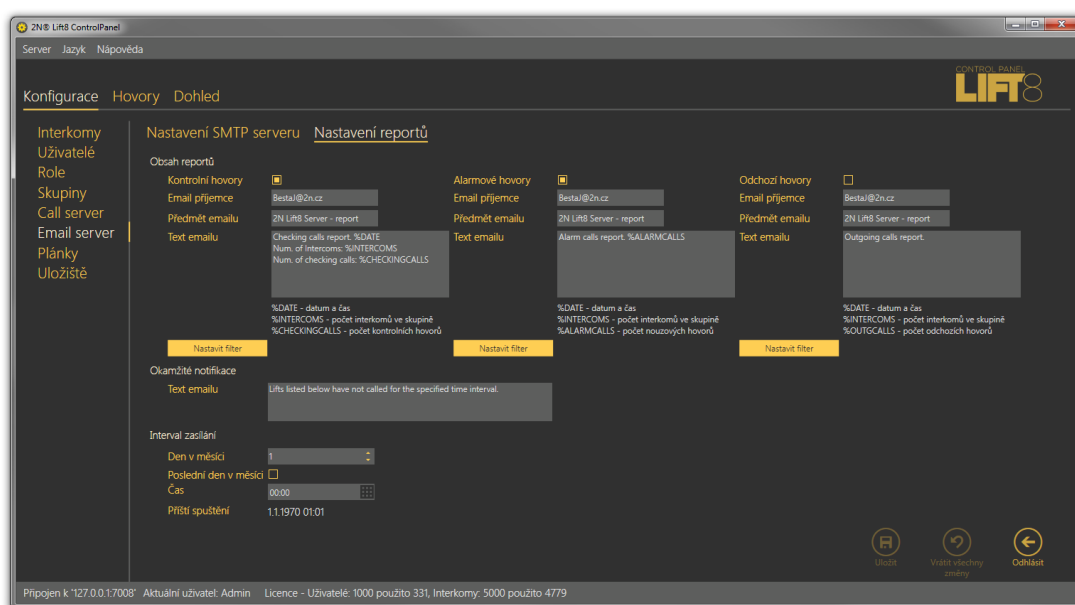 2N® Lift8 ControlPanel
Server Jazyk Nápověda
CONTROL PANEL
LIFT8
Konfigurace Hovory Dohled
Interkomy
Uživatelé
Role
Skupiny
Call server
Email server
Plánky
Uložiště
Nastavení SMTP serveru Nastavení reportů
Obsah reportů
Kontrolní hovory Alarmové hovory Odchozí hovory
Email příjemce BestaJ@2n.cz Email příjemce BestaJ@2n.cz Email příjemce BestaJ@2n.cz
Předmět emailu 2N Lift8 Server - report Předmět emailu 2N Lift8 Server - report Předmět emailu 2N Lift8 Server - report
Text emailu Checking calls report. %DATE Text emailu Alarm calls report. %ALARMCALLS Text emailu Outgoing calls report.
Num. of Intercoms: %INTERCOMS
Num. of checking calls: %CHECKINGCALLS
%DATE - datum a čas %DATE - datum a čas %DATE - datum a čas
%INTERCOMS - počet interkomů ve skupině %INTERCOMS - počet interkomů ve skupině %INTERCOMS - počet interkomů ve skupině
%CHECKINGCALLS - počet kontrolních hovorů %ALARMCALLS - počet nouzových hovorů %OUTGCALLS - počet odchozích hovorů
Nastavit filter Nastavit filter Nastavit filter
Okamžité notifikace
Text emailu Lifts listed below have not called for the specified time interval.
Interval zasílání
Den v měsíci 1
Poslední den v měsíci
Čas 00:00
Příští spuštění 1.1.1970 01:01
Uložit Vrátit všechny Odhlásit
změny
Připojen k '127.0.0.1:7008' Aktuální uživatel: Admin Licence - Uživatelé: 1000 použito 331, Interkomy: 5000 použito 4779